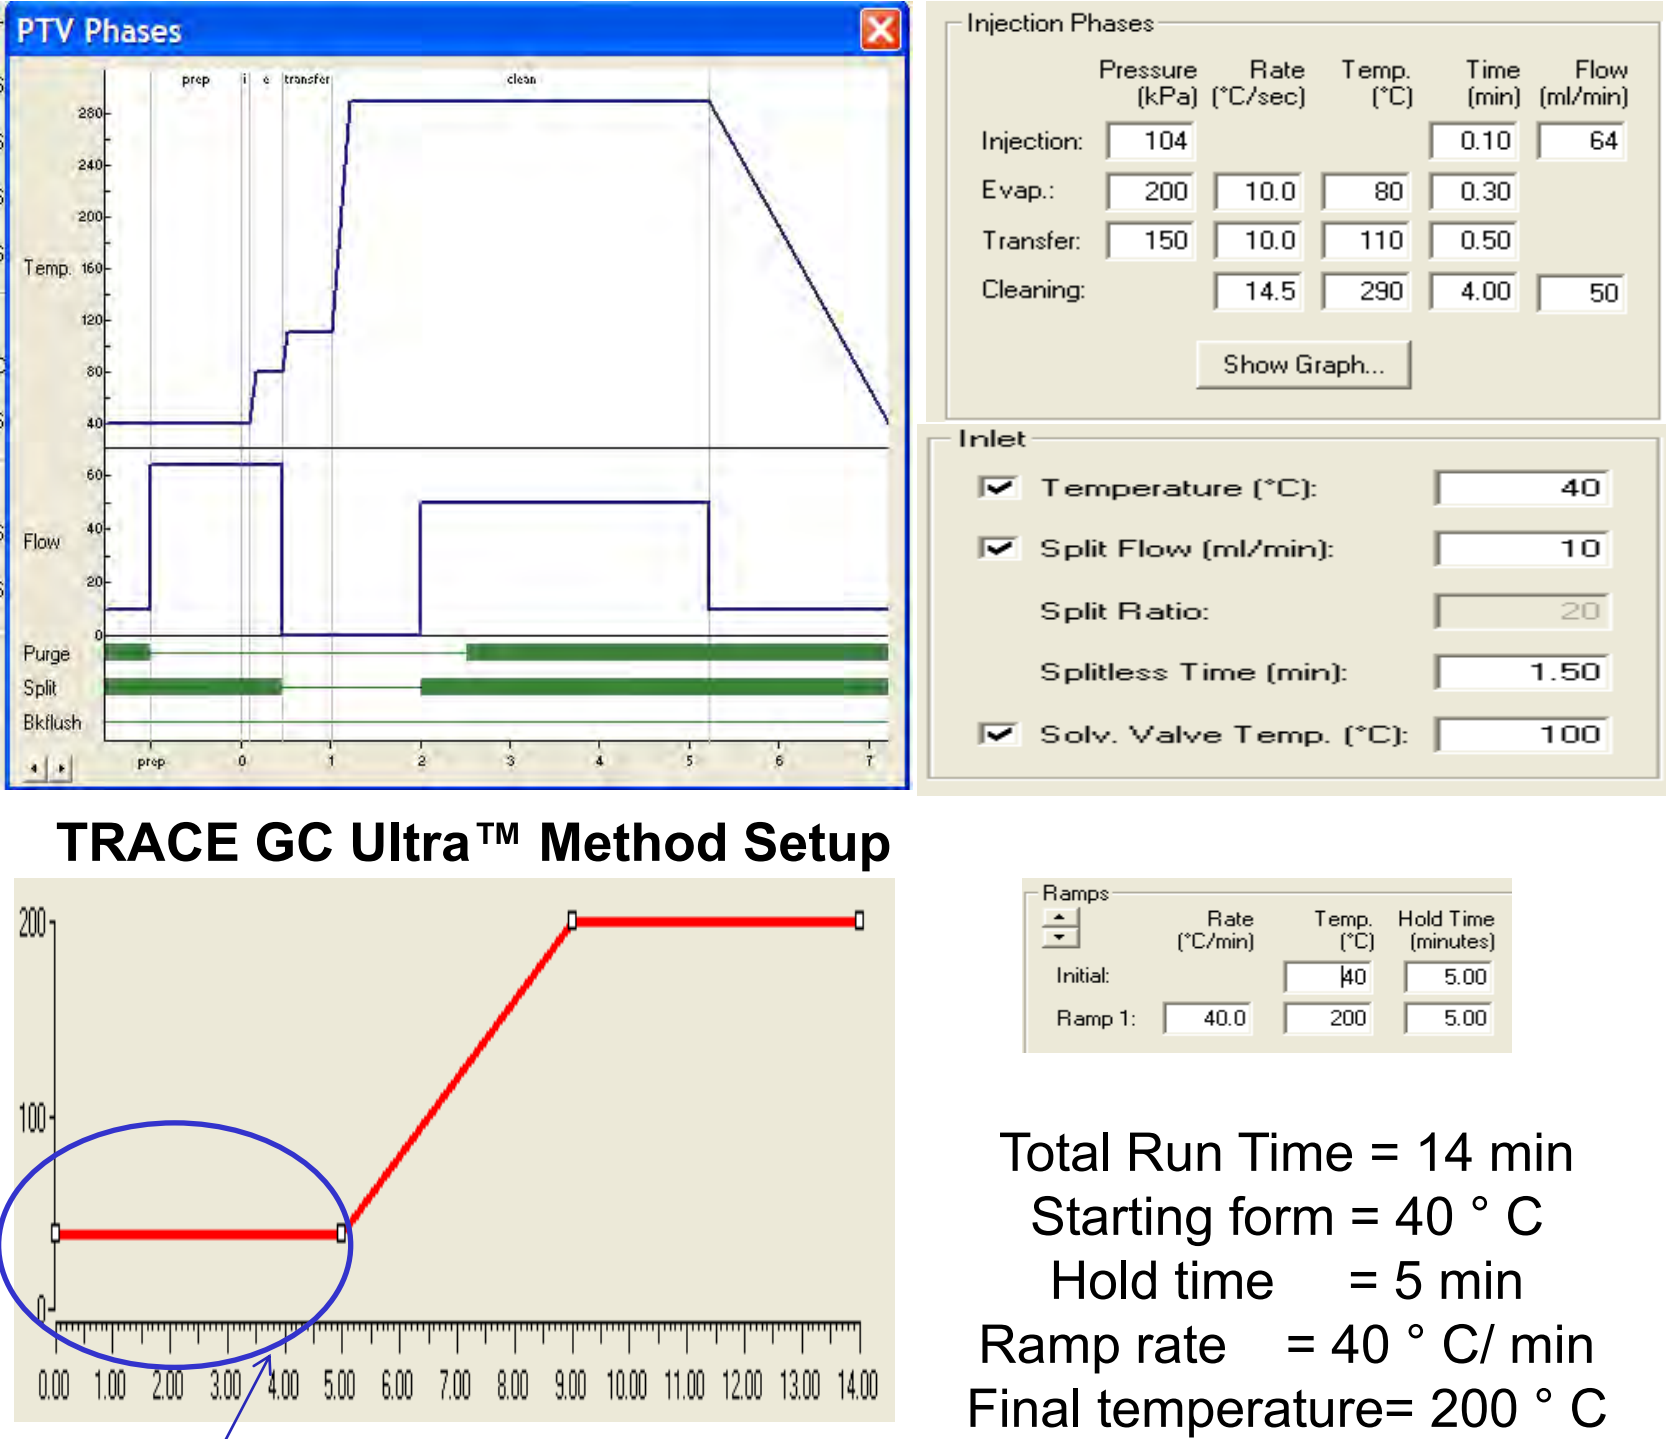 PTV Phases
prep i e transfer clean
280
240
200
Temp. 160
120
80
40
60
Flow 40
20
0
Purge
Split
Bkflush
prep 0 1 2 3 4 5 6 7
Injection Phases
Pressure Rate Temp. Time Flow
(kPa) (°C/sec) (°C) (min) (ml/min)
Injection: 104 0.10 64
Evap.: 200 10.0 80 0.30
Transfer: 150 10.0 110 0.50
Cleaning: 14.5 290 4.00 50
Show Graph...
Inlet
Temperature (°C): 40
Split Flow (ml/min): 10
Split Ratio: 20
Splitless Time (min): 1.50
Solv. Valve Temp. (°C): 100
TRACE GC Ultra™ Method Setup
200
100
0
0.00 1.00 2.00 3.00 4.00 5.00 6.00 7.00 8.00 9.00 10.00 11.00 12.00 13.00 14.00
Ramps
Rate Temp. Hold Time
(°C/min) (°C) (minutes)
Initial: 40 5.00
Ramp 1: 40.0 200 5.00
Total Run Time = 14 min
Starting form = 40 ° C
Hold time = 5 min
Ramp rate = 40 ° C/ min
Final temperature= 200 ° C